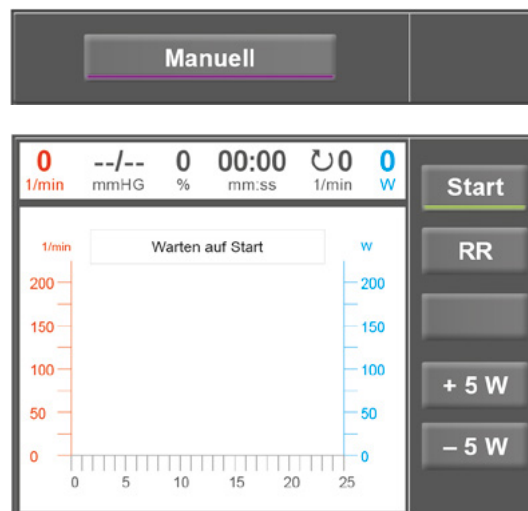 Manuell
0 --/-- 0 00:00 ↻0 0
1/min mmHG % mm:ss 1/min W
Start
1/min Warten auf Start W
RR
200 200
150 150
100 100
+ 5 W
50 50
– 5 W
0 0
0 5 10 15 20 25